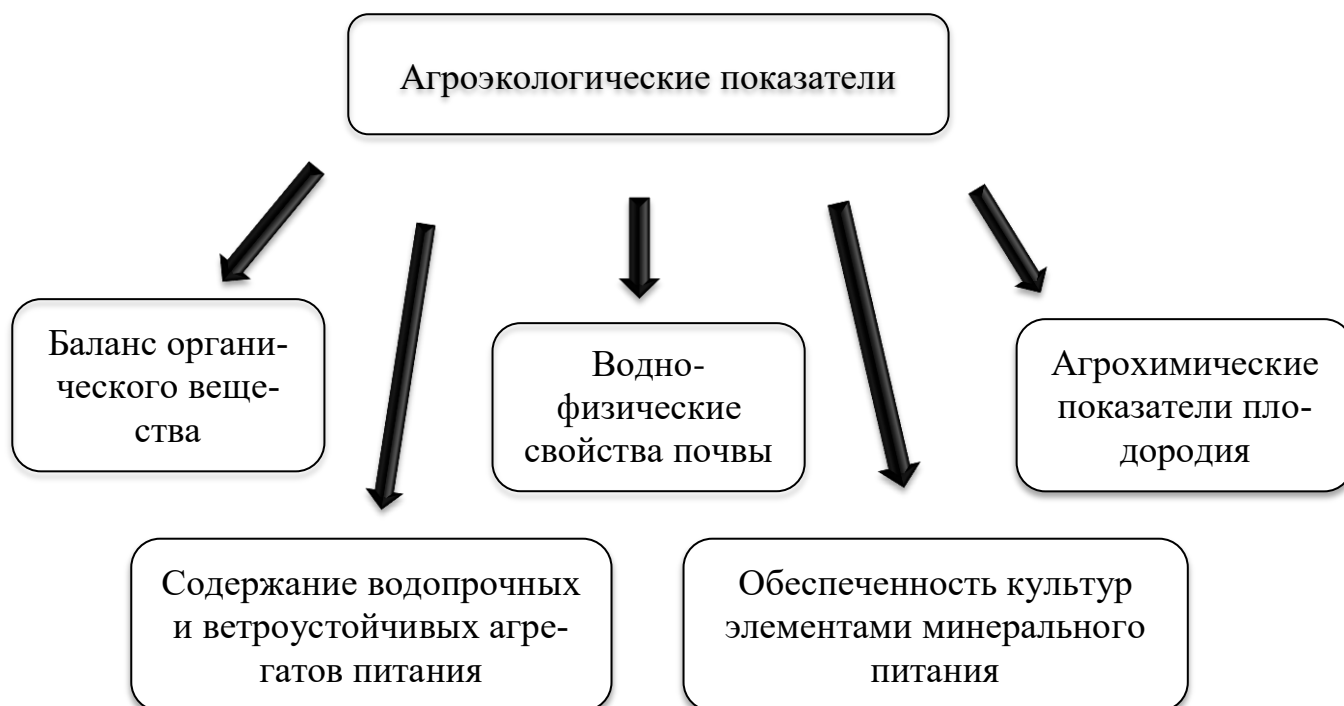 Агроэкологические показатели
Баланс органи-
ческого веще-
ства
Водно-
физические
свойства почвы
Агрохимические
показатели пло-
дородия
Содержание водопрочных
и ветроустойчивых агре-
гатов питания
Обеспеченность культур
элементами минерального
питания